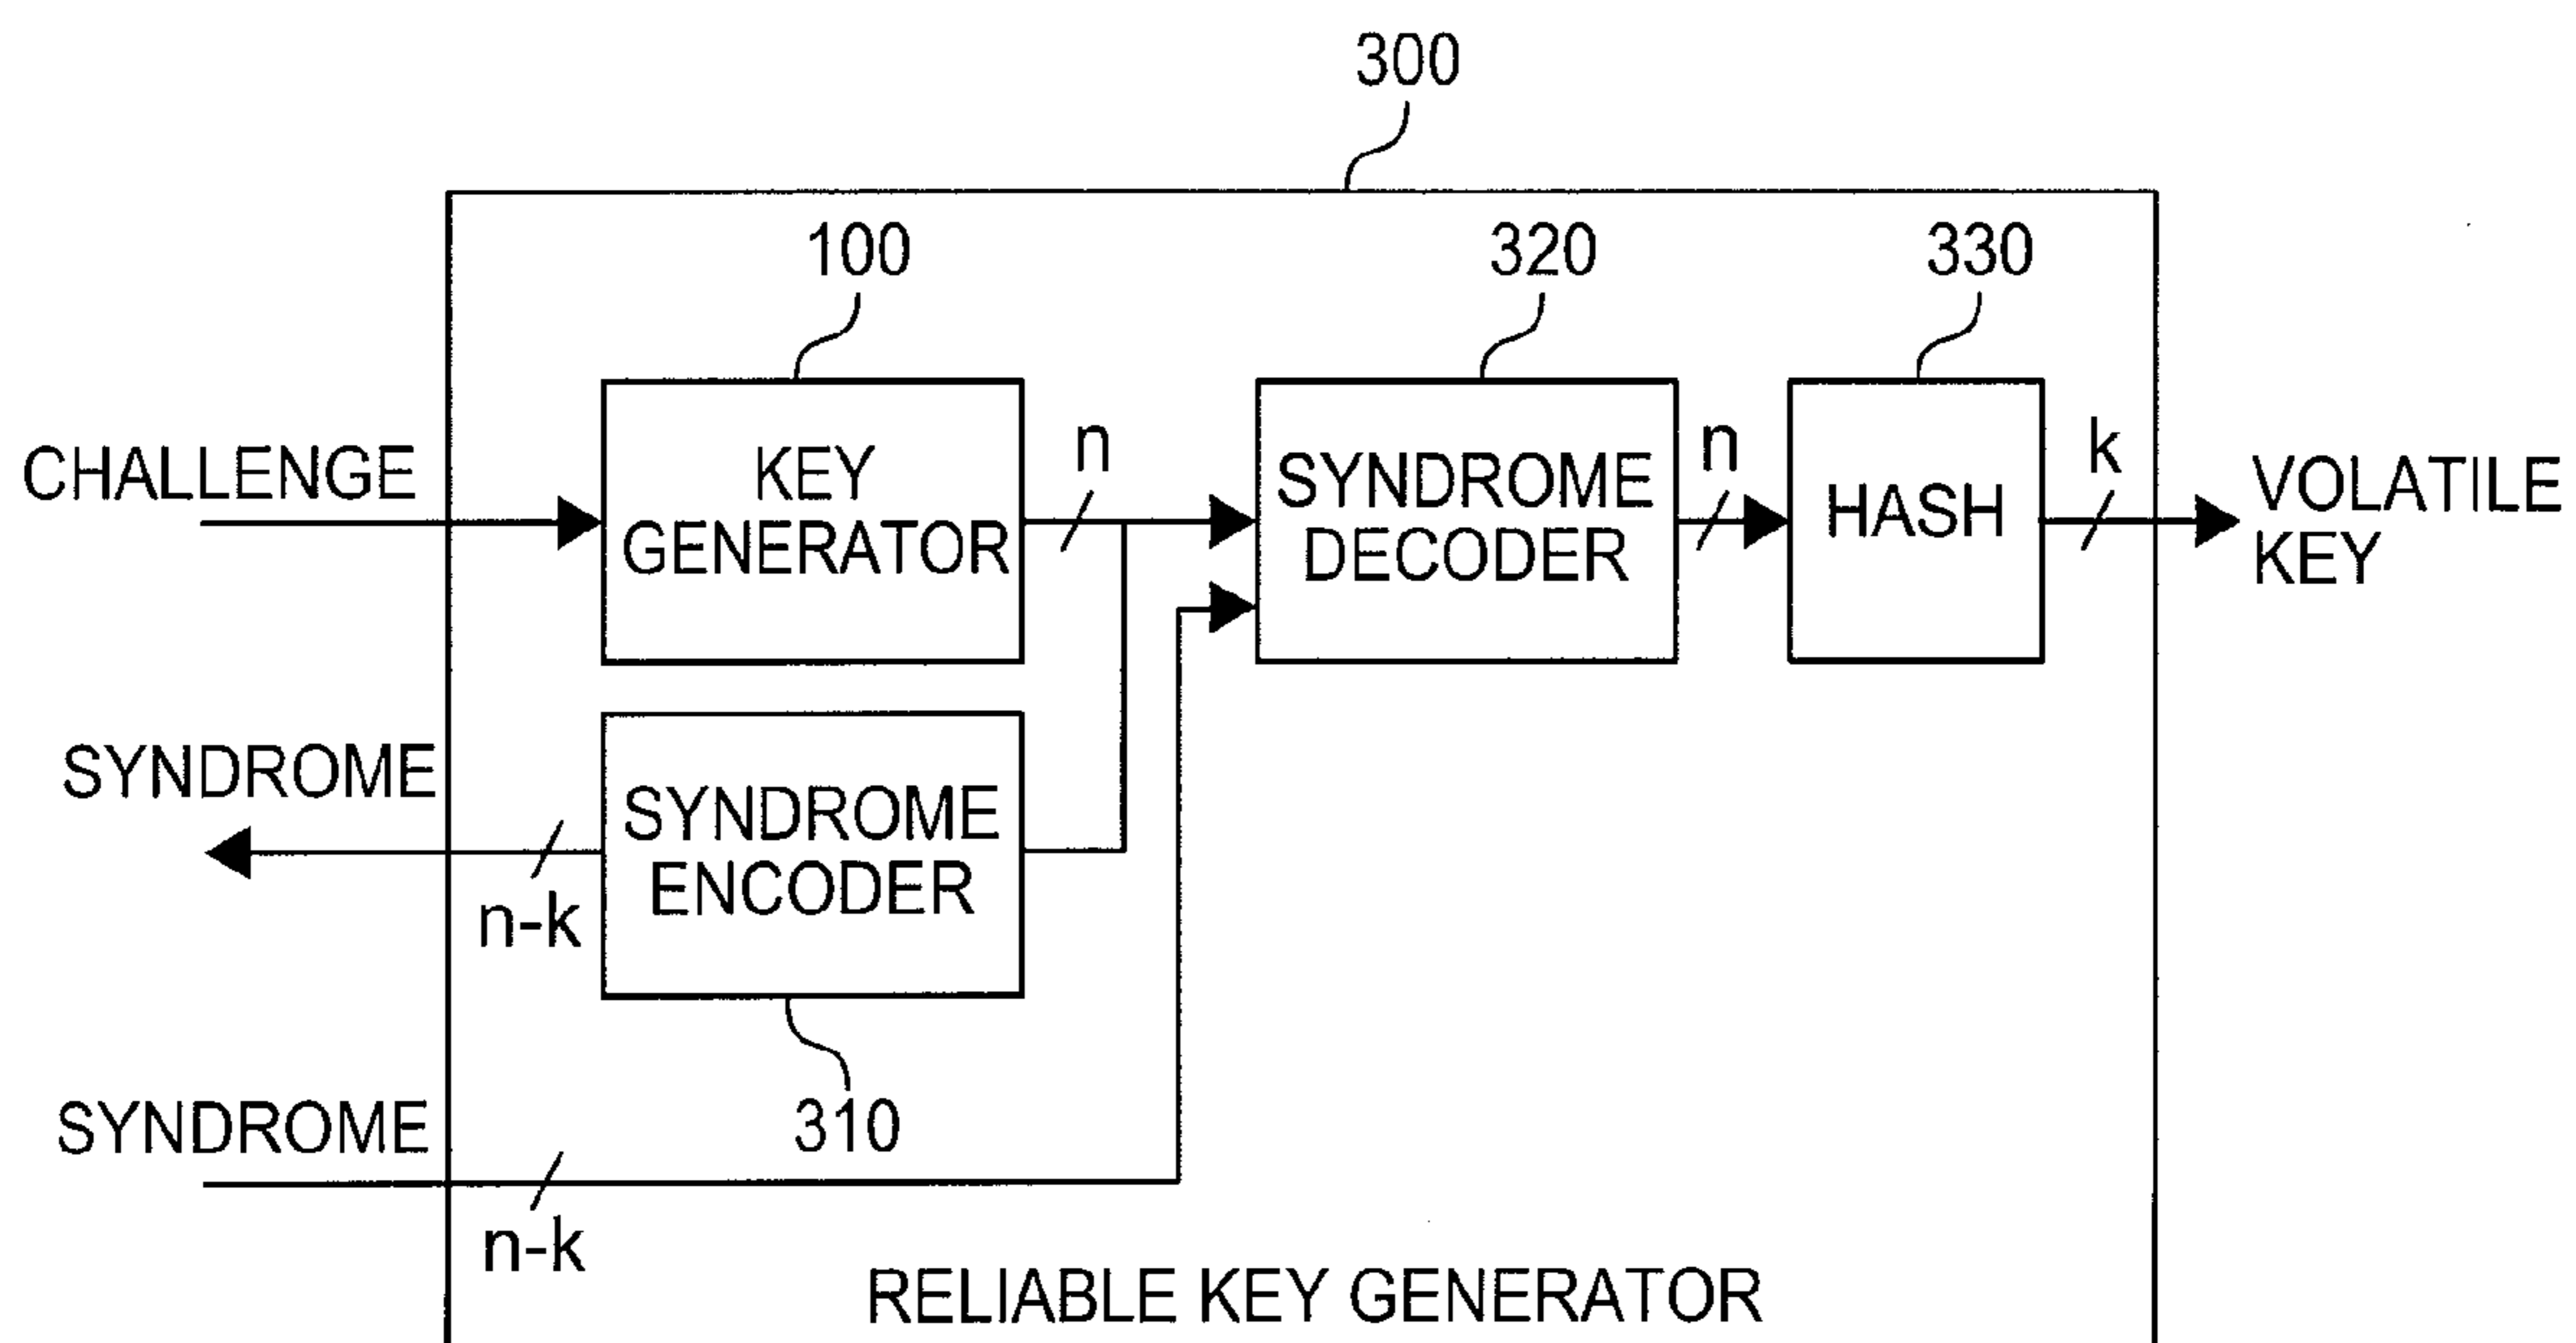 300
100
320
330
CHALLENGE
KEY
GENERATOR
n
SYNDROME
DECODER
n
HASH
k
VOLATILE
KEY
SYNDROME
n-k
SYNDROME
ENCODER
310
SYNDROME
n-k
RELIABLE KEY GENERATOR